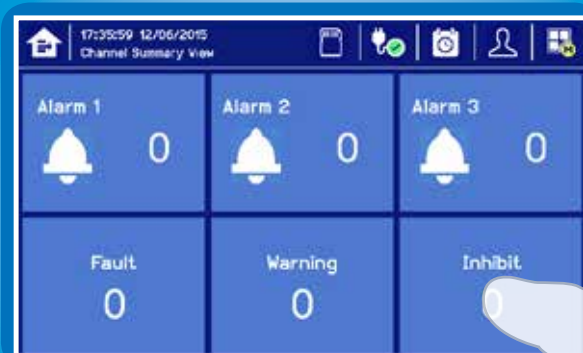 17:35:59 12/06/2015
Channel Summary View
Alarm 1
0
Alarm 2
0
Alarm 3
0
Fault
0
Warning
0
Inhibit
0
M